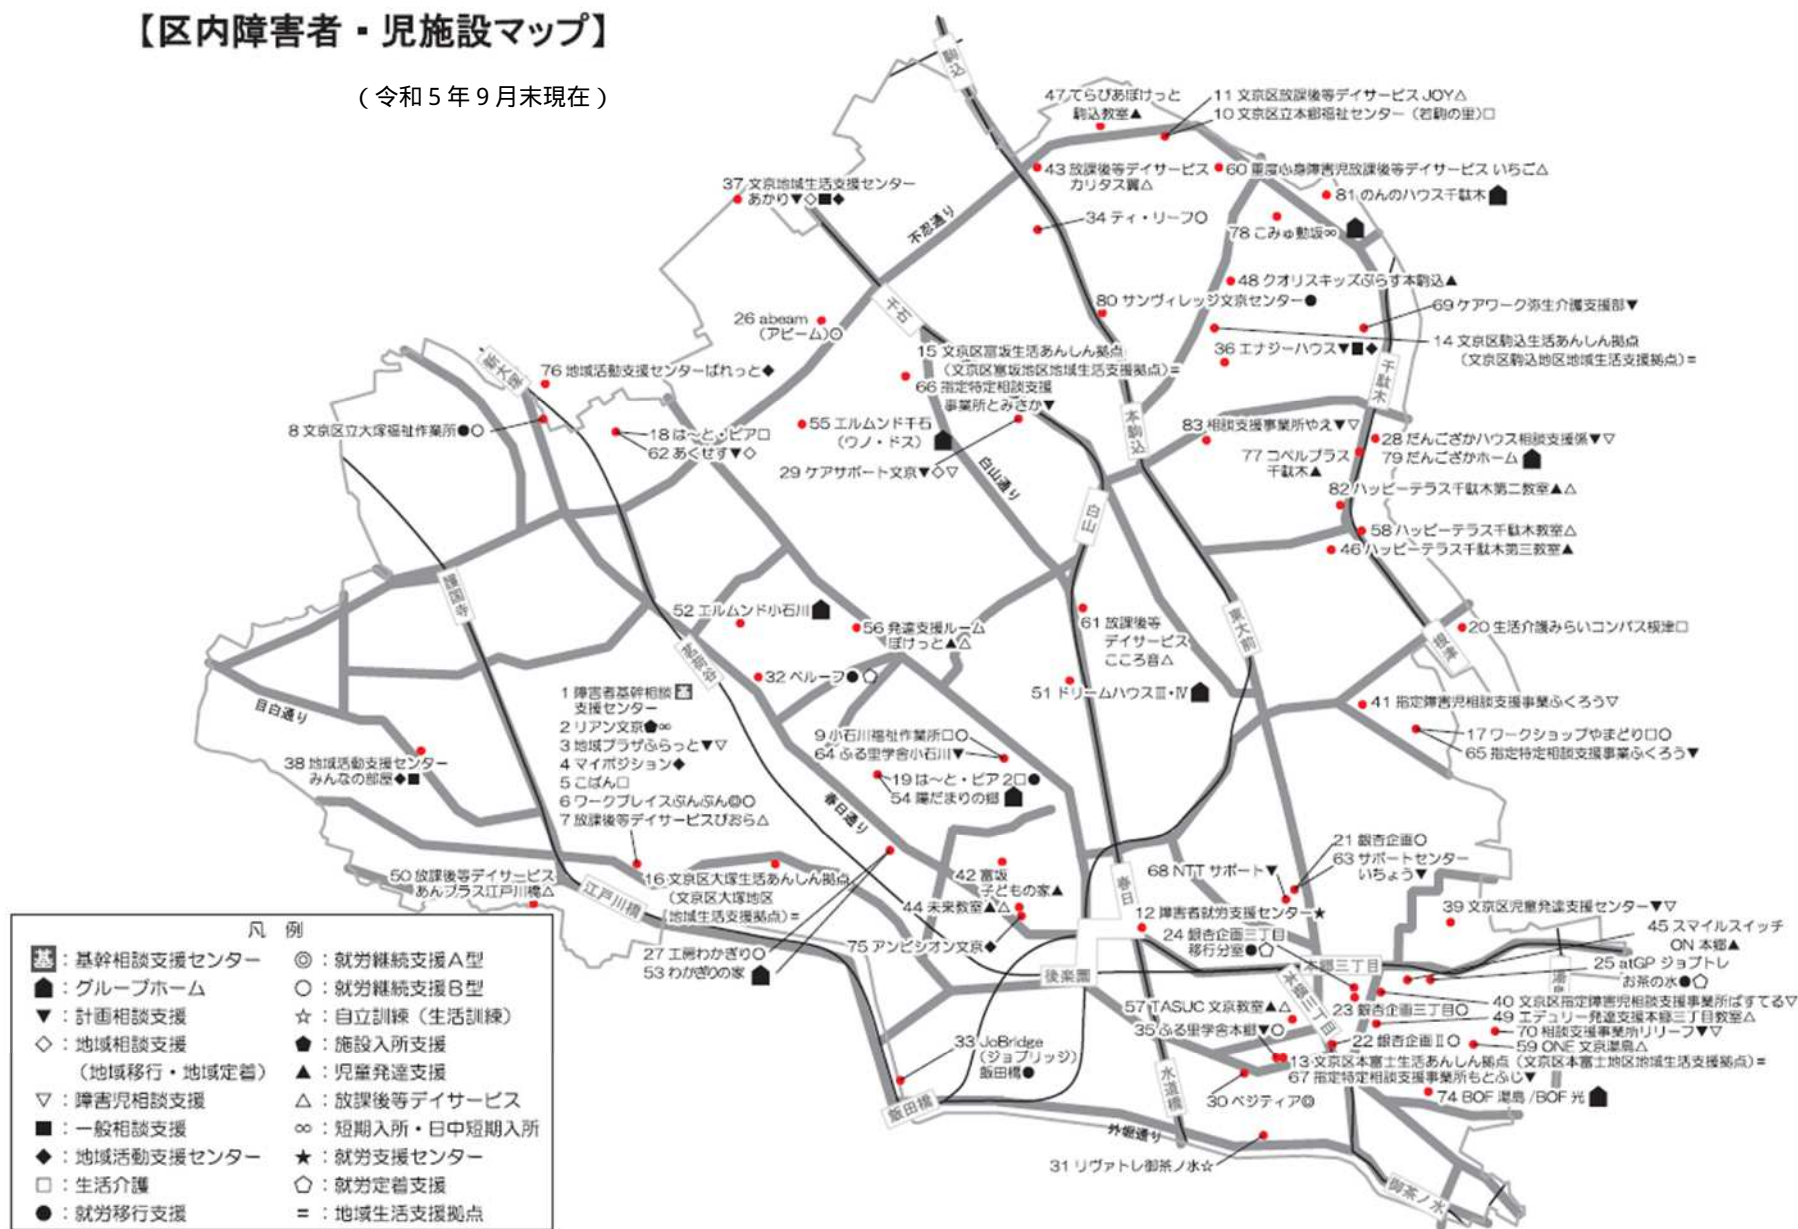 【区内障害者・児施設マップ】
（令和５年９月末現在）
駒込
47 てらぴあぽけっと
駒込教室▲
11 文京区放課後等デイサービス JOY△
10 文京区立本郷福祉センター（若駒の里）□
43 放課後等デイサービス
カリタス翼△
60 重度心身障害児放課後等デイサービス いちご△
37 文京地域生活支援センター
あかり▼◇■◆
81 のんのハウス千駄木
不忍通り
34 ティ・リーフ○
78 こみゅ動坂∞
48 クオリスキッズぷらす本駒込▲
80 サンヴィレッジ文京センター●
69 ケアワーク弥生介護支援部▼
千石
26 abeam
（アビーム）◎
14 文京区駒込生活あんしん拠点
（文京区駒込地区地域生活支援拠点）=
36 エナジーハウス▼■◆
15 文京区富坂生活あんしん拠点
（文京区富坂地区地域生活支援拠点）=
66 指定特定相談支援
事業所とみさか▼
新大塚
76 地域活動支援センターぱれっと◆
千駄木
本駒込
8 文京区立大塚福祉作業所●○
18 は〜と・ピア□
62 あくせす▼◇
55 エルムンド千石
（ウノ・ドス）
83 相談支援事業所やえ▼▽
28 だんござかハウス相談支援係▼▽
79 だんござかホーム
77 コペルプラス
千駄木▲
29 ケアサポート文京▼◇▽
白山通り
82 ハッピーテラス千駄木第二教室▲△
白山
58 ハッピーテラス千駄木教室△
46 ハッピーテラス千駄木第三教室▲
護国寺
52 エルムンド小石川
56 発達支援ルーム
ぽけっと▲△
61 放課後等
デイサービス
こころ音△
東大前
20 生活介護みらいコンパス根津□
根津
茗荷谷
32 ベルーフ●⬠
51 ドリームハウスⅢ・Ⅳ
41 指定障害児相談支援事業ふくろう▽
目白通り
1 障害者基幹相談 基
支援センター
2 リアン文京⬟∞
3 地域プラザふらっと▼▽
4 マイポジション◆
5 こばん□
6 ワークプレイスぶんぶん◎○
7 放課後等デイサービスびおら△
9 小石川福祉作業所□○
64 ふる里学舎小石川▼
17 ワークショップやまどり□○
65 指定特定相談支援事業ふくろう▼
38 地域活動支援センター
みんなの部屋◆■
19 は〜と・ピア 2□●
54 陽だまりの郷
春日通り
21 銀杏企画○
63 サポートセンター
いちょう▼
68 NTT サポート▼
50 放課後等デイサービス
あんプラス江戸川橋△
16 文京区大塚生活あんしん拠点
（文京区大塚地区
地域生活支援拠点）=
42 富坂
子どもの家▲
春日
44 未来教室▲△
江戸川橋
12 障害者就労支援センター★
39 文京区児童発達支援センター▼▽
45 スマイルスイッチ
ON 本郷▲
24 銀杏企画三丁目
移行分室●⬠
75 アンビシオン文京◆
27 工房わかぎり○
53 わかぎりの家
後楽園
本郷三丁目
25 atGP ジョブトレ
お茶の水●⬠
本郷三丁目
40 文京区指定障害児相談支援事業所ぱすてる▽
57 TASUC 文京教室▲△
23 銀杏企画三丁目○
49 エデュリー発達支援本郷三丁目教室△
35 ふる里学舎本郷▼○
70 相談支援事業所リリーフ▼▽
22 銀杏企画Ⅱ○
59 ONE 文京湯島△
33 JoBridge
（ジョブリッジ）
飯田橋●
13 文京区本富士生活あんしん拠点（文京区本富士地区地域生活支援拠点）=
67 指定特定相談支援事業所もとふじ▼
水道橋
74 BOF 湯島 /BOF 光
30 ベジティア◎
飯田橋
外堀通り
31 リヴァトレ御茶ノ水☆
御茶ノ水
凡 例
基：基幹相談支援センター
：グループホーム
▼：計画相談支援
◇：地域相談支援
（地域移行・地域定着）
▽：障害児相談支援
■：一般相談支援
◆：地域活動支援センター
□：生活介護
●：就労移行支援
◎：就労継続支援Ａ型
○：就労継続支援Ｂ型
☆：自立訓練（生活訓練）
⬟：施設入所支援
▲：児童発達支援
△：放課後等デイサービス
∞：短期入所・日中短期入所
★：就労支援センター
⬠：就労定着支援
=：地域生活支援拠点